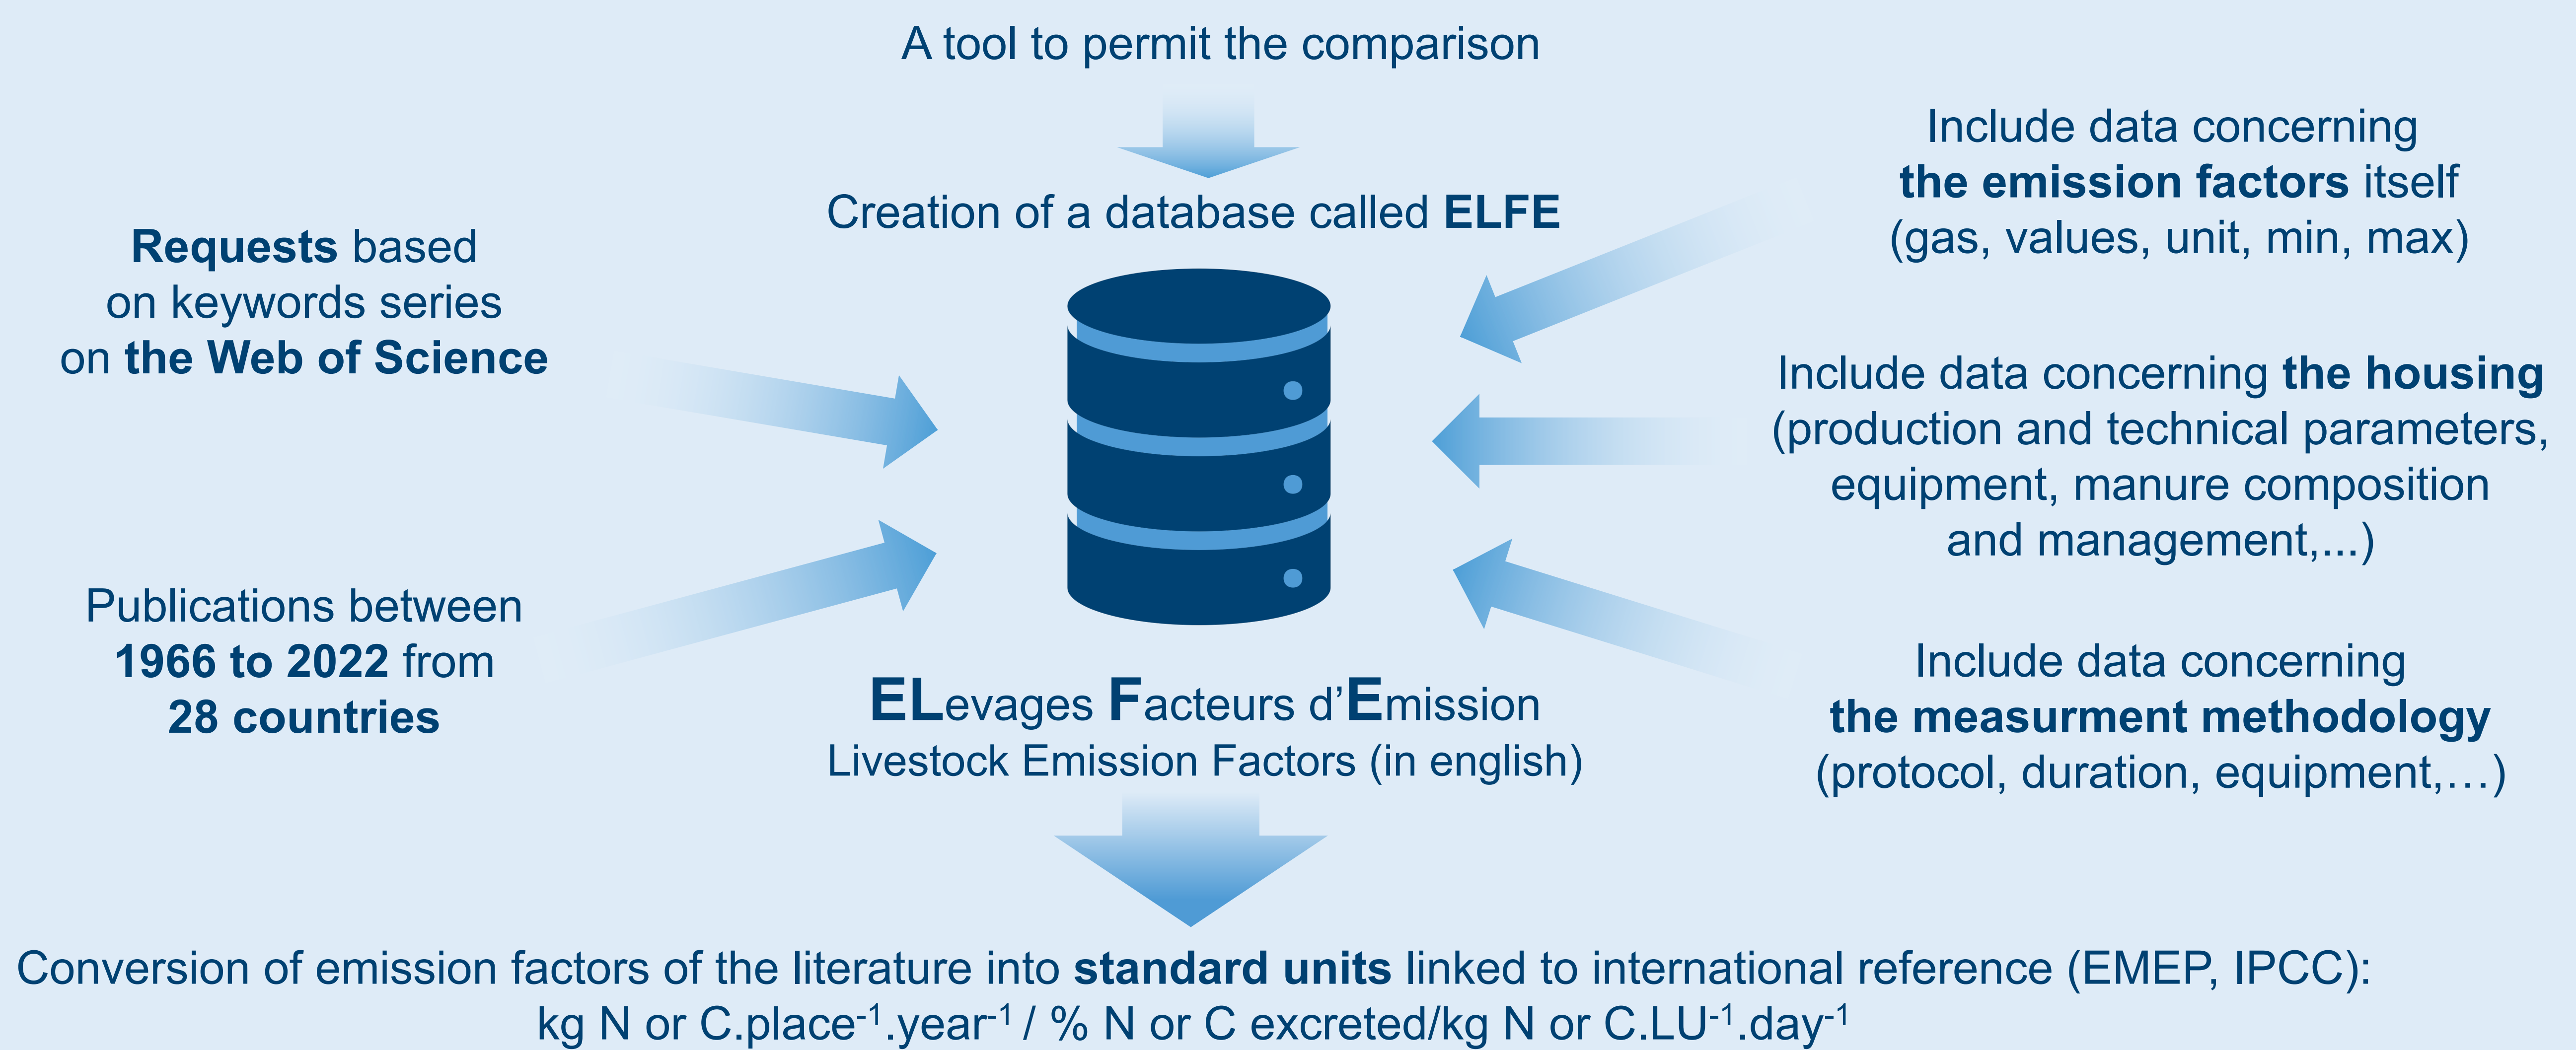 A tool to permit the comparison
Creation of a database called ELFE
Requests based
on keywords series
on the Web of Science
Publications between
1966 to 2022 from
28 countries
Include data concerning
the emission factors itself
(gas, values, unit, min, max)
Include data concerning the housing
(production and technical parameters,
equipment, manure composition
and management,...)
Include data concerning
the measurment methodology
(protocol, duration, equipment,…)
ELevages Facteurs d’Emission
Livestock Emission Factors (in english)
Conversion of emission factors of the literature into standard units linked to international reference (EMEP, IPCC):
kg N or C.place⁻¹.year⁻¹ / % N or C excreted/kg N or C.LU⁻¹.day⁻¹